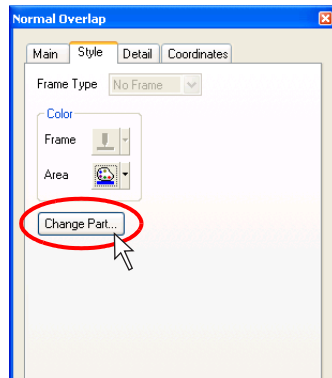 Normal Overlap
Main Style Detail Coordinates
Frame Type No Frame
Color
Frame
Area
Change Part...